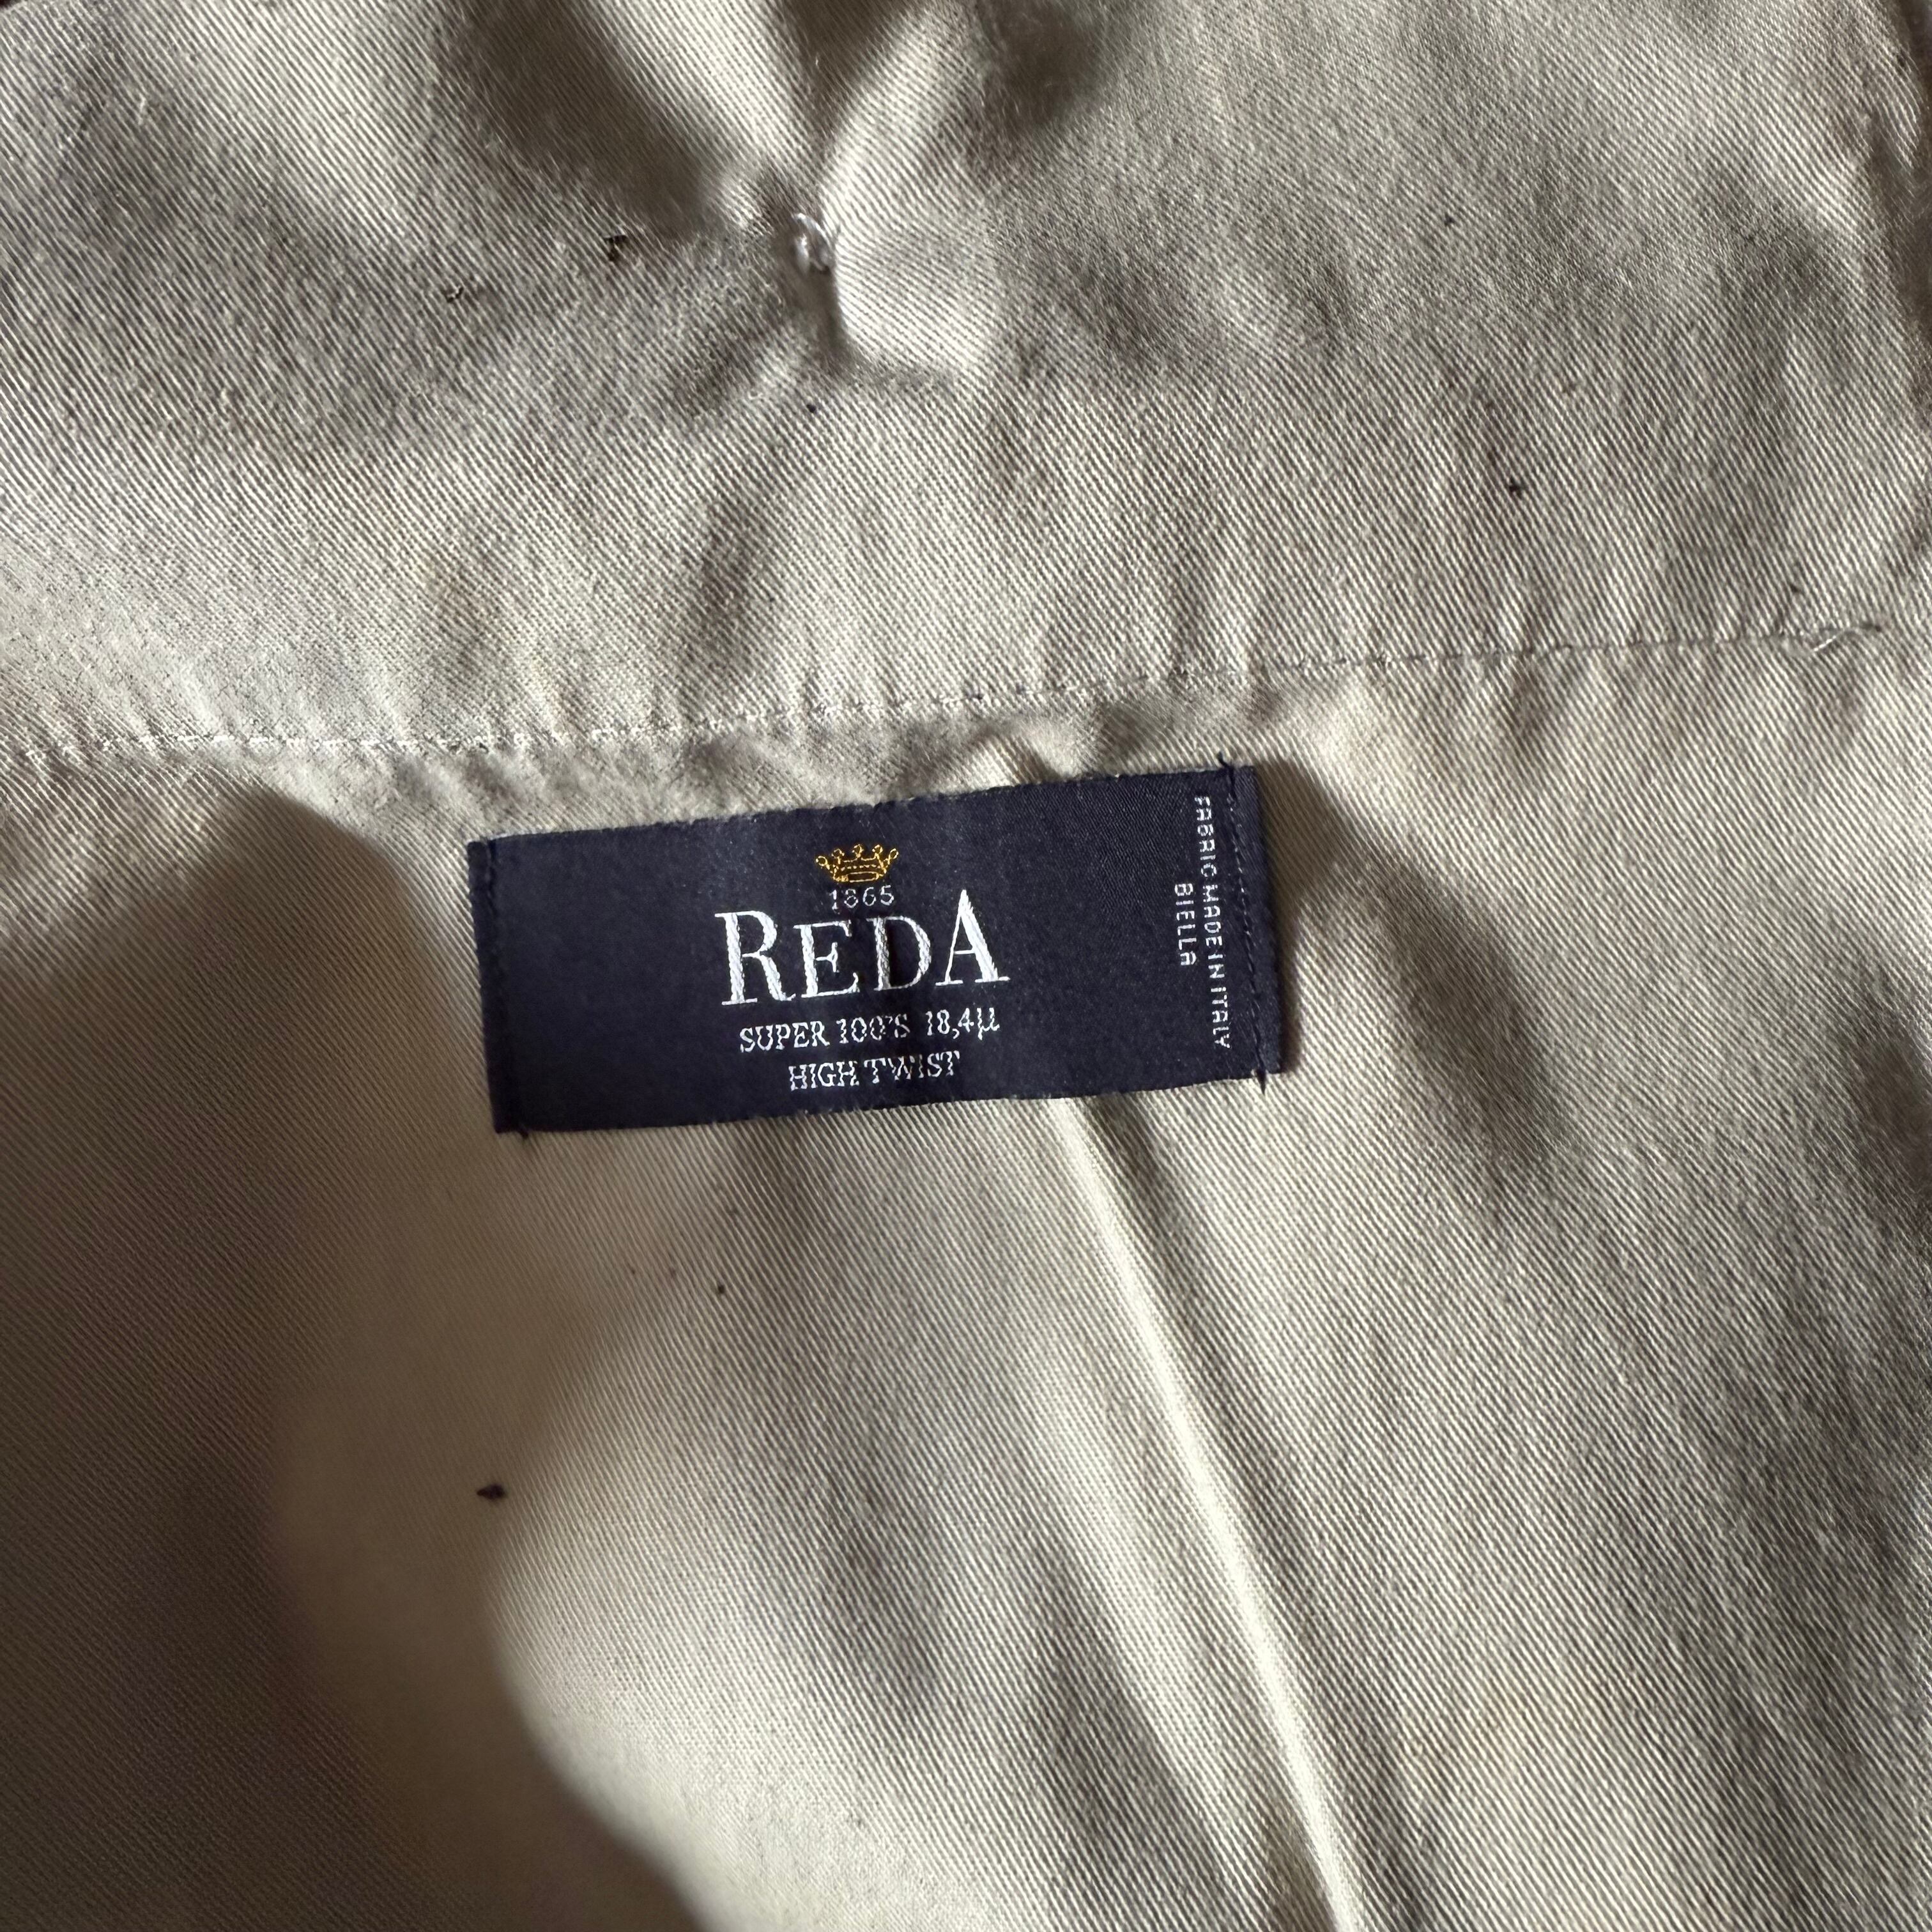 1865
REDA
SUPER 100'S 18,4µ
HIGH TWIST
FABRIC MADE IN ITALY
BIELLA